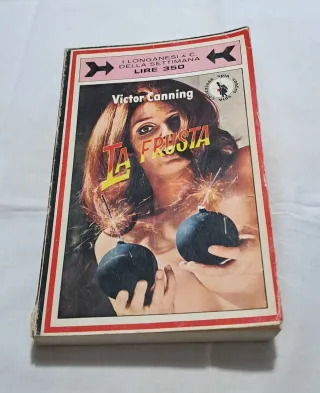 I LONGANESI & C.
DELLA SETTIMANA
LIRE 350
Victor Canning
LA FRUSTA